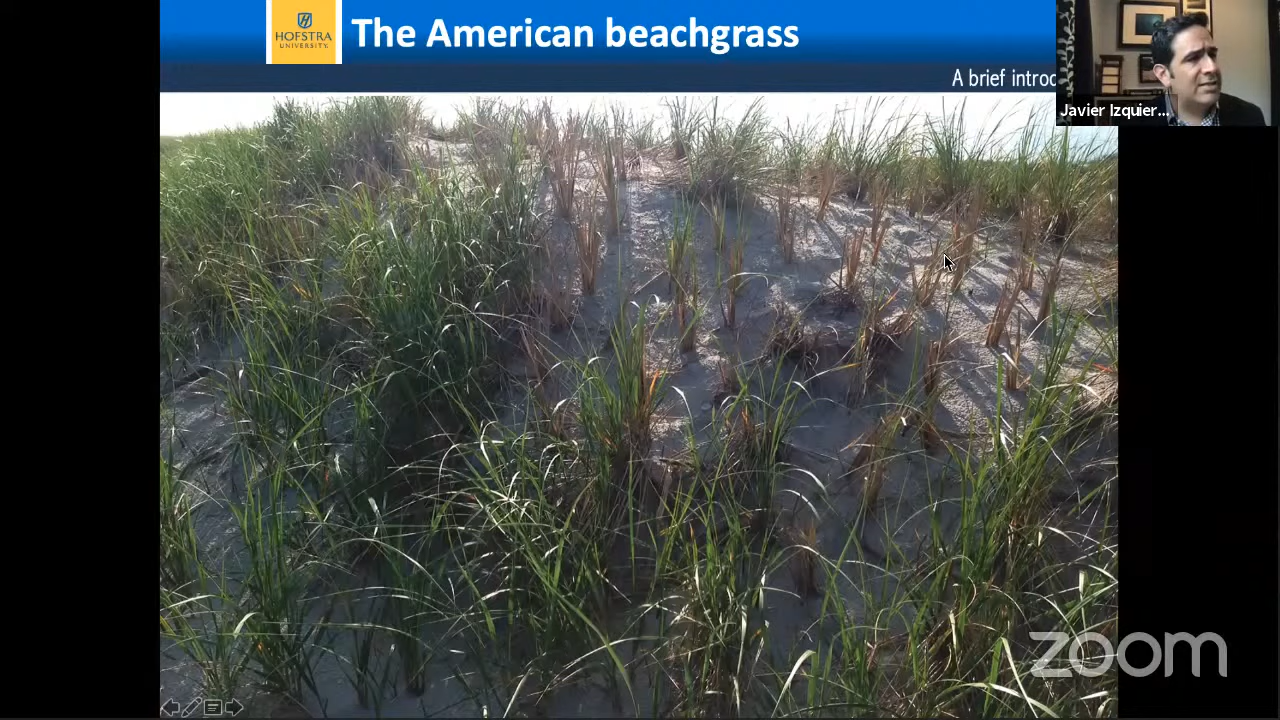 HOFSTRA
UNIVERSITY.
The American beachgrass
A brief introc
Javier Izquier...
zoom